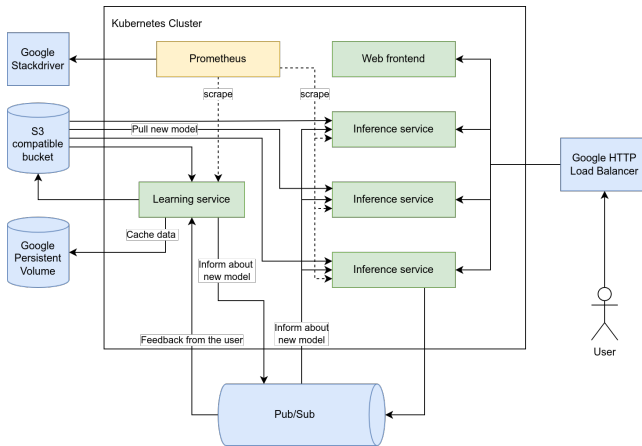 Kubernetes Cluster
Google
Stackdriver
Prometheus
Web frontend
scrape
scrape
S3
compatible
bucket
Pull new model
Inference service
Google HTTP
Load Balancer
Learning service
Inference service
Google
Persistent
Volume
Cache data
Inform about
new model
Inference service
Feedback from the user
Inform about
new model
User
Pub/Sub